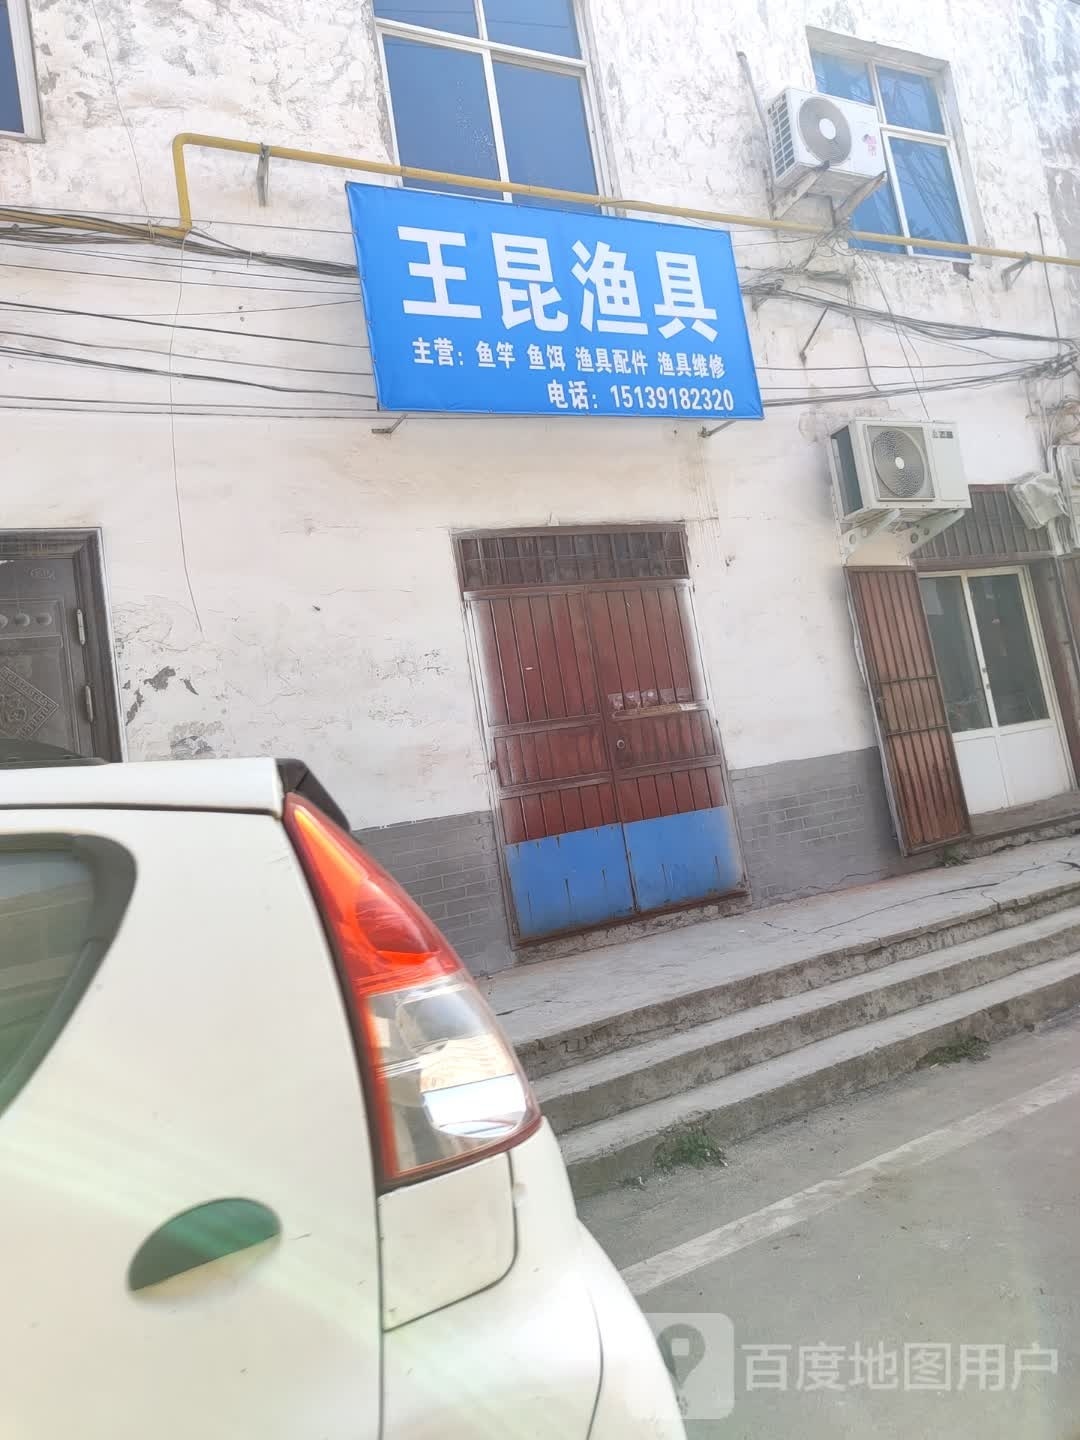 王昆渔具
主营：鱼竿 鱼饵 渔具配件 渔具维修
电话：15139182320
百度地图用户